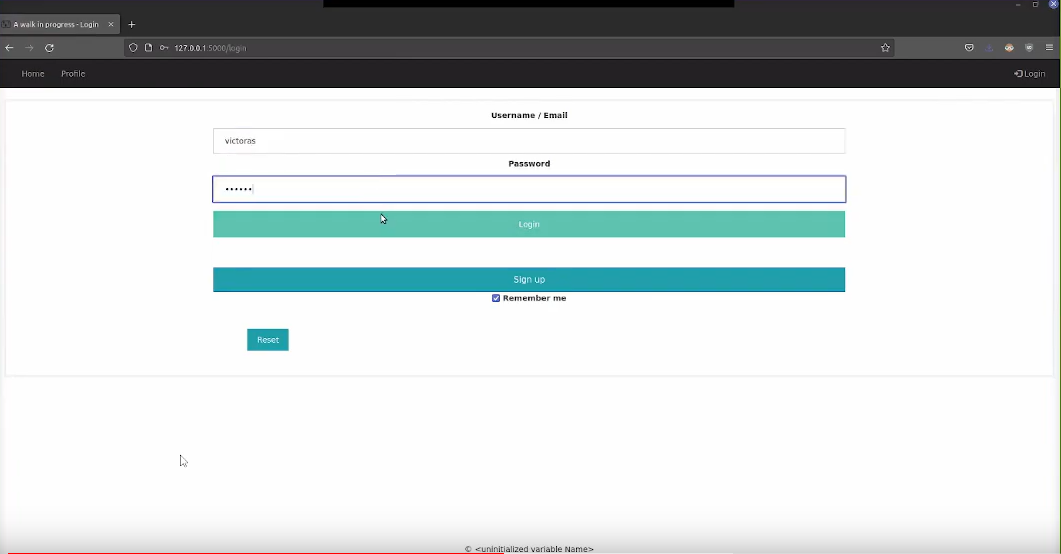 A walk in progress - Login
127.0.0.1:5000/login
Home Profile Login
Username / Email
victoras
Password
••••••
Login
Sign up
Remember me
Reset
© <uninitialized variable Name>